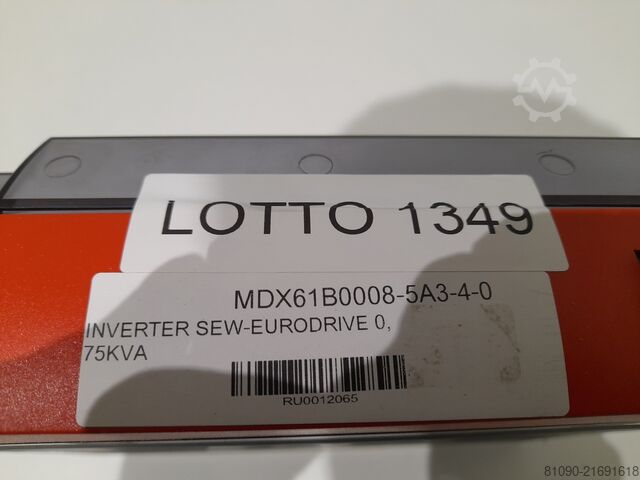 LOTTO 1349
MDX61B0008-5A3-4-0
INVERTER SEW-EURODRIVE 0,
75KVA
RU0012065
81090-21691618